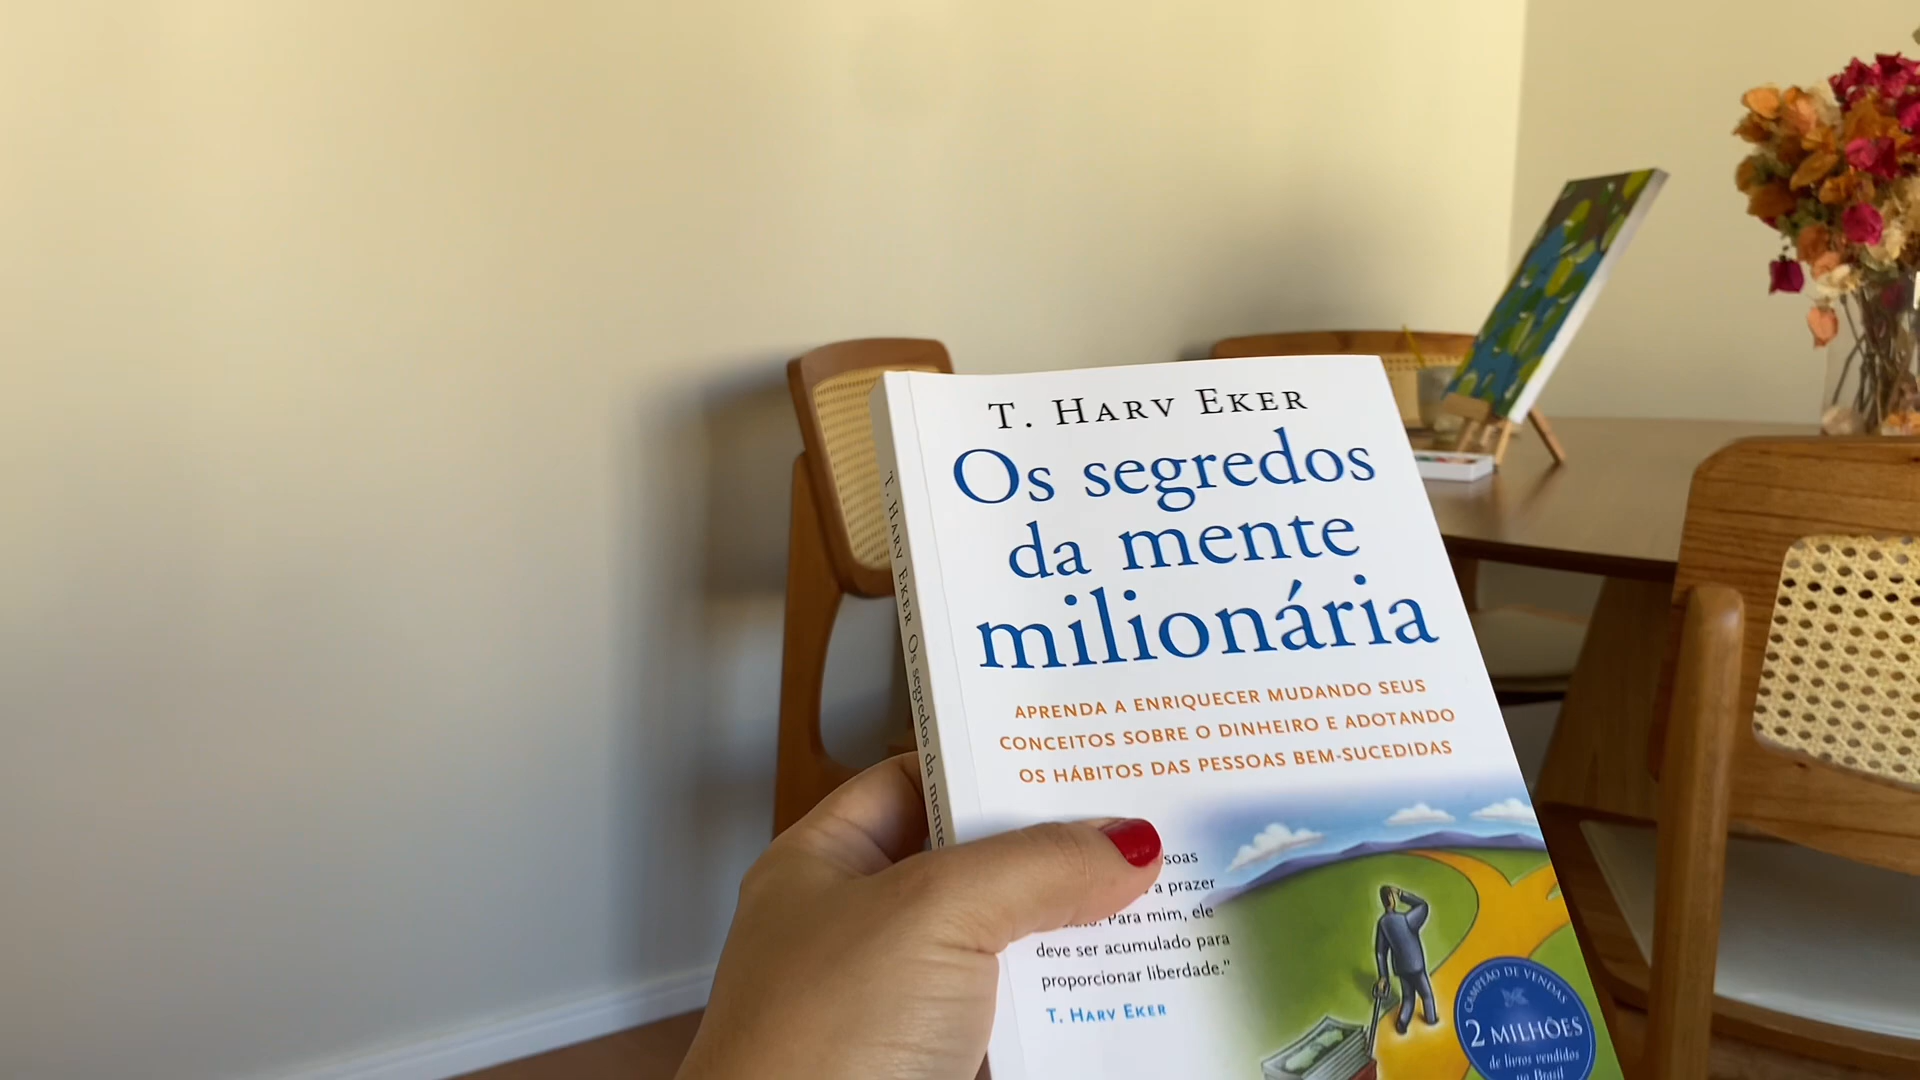 T. HARV EKER
Os segredos
da mente
milionária
APRENDA A ENRIQUECER MUDANDO SEUS
CONCEITOS SOBRE O DINHEIRO E ADOTANDO
OS HÁBITOS DAS PESSOAS BEM-SUCEDIDAS
a prazer
Para mim, ele
deve ser acumulado para
proporcionar liberdade."
T. HARV EKER
CAMPEÃO DE VENDAS
2 MILHÕES
de livros vendidos
no Brasil
T. HARV EKER Os segredos da mente